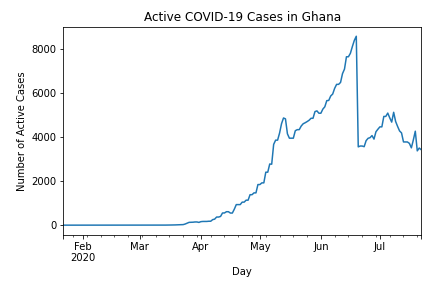 Active COVID-19 Cases in Ghana
Number of Active Cases
8000
6000
4000
2000
0
Feb Mar Apr May Jun Jul
2020
Day